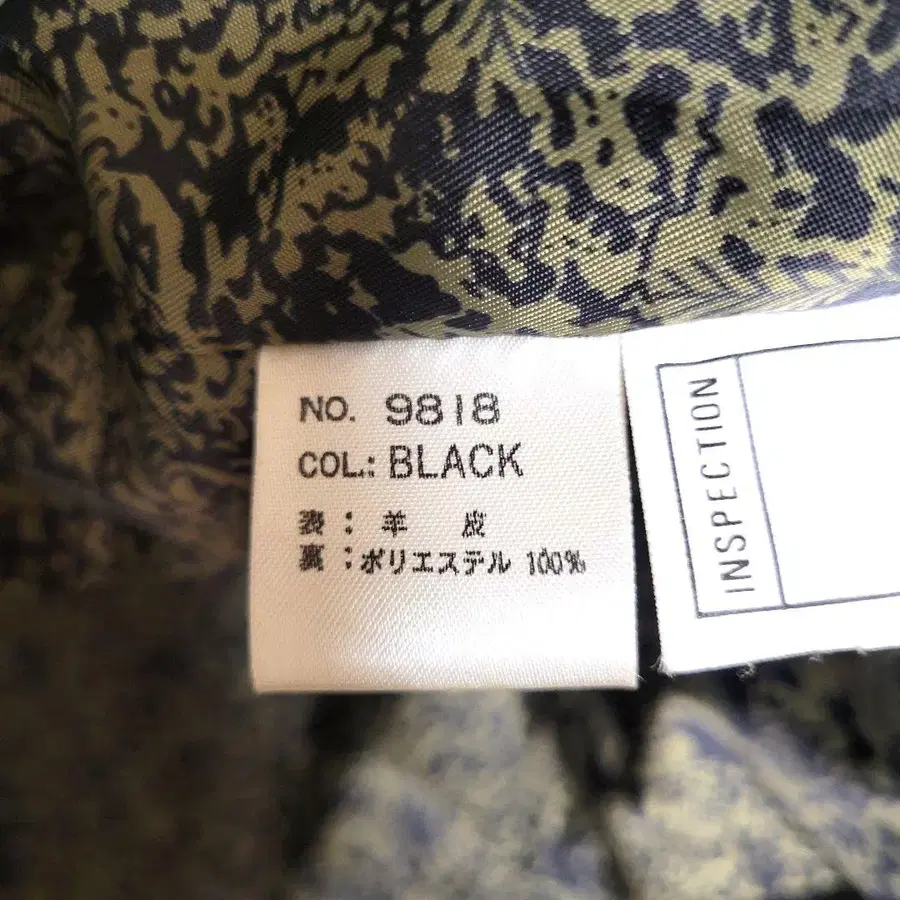 NO. 9818
COL.: BLACK
表: 羊 皮
裏: ポリエステル 100%
INSPECTION